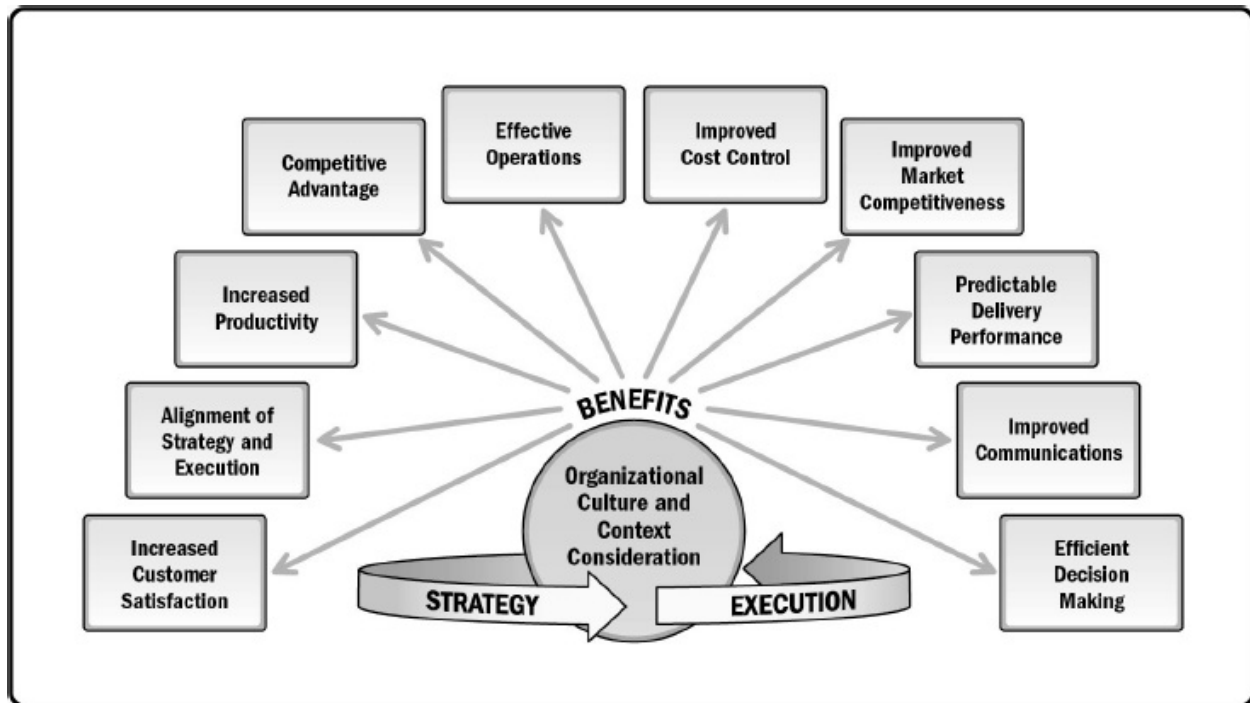 Effective
Operations
Improved
Cost Control
Competitive
Advantage
Improved
Market
Competitiveness
Increased
Productivity
Predictable
Delivery
Performance
Alignment of
Strategy and
Execution
BENEFITS
Improved
Communications
Organizational
Culture and
Context
Consideration
Increased
Customer
Satisfaction
STRATEGY
EXECUTION
Efficient
Decision
Making